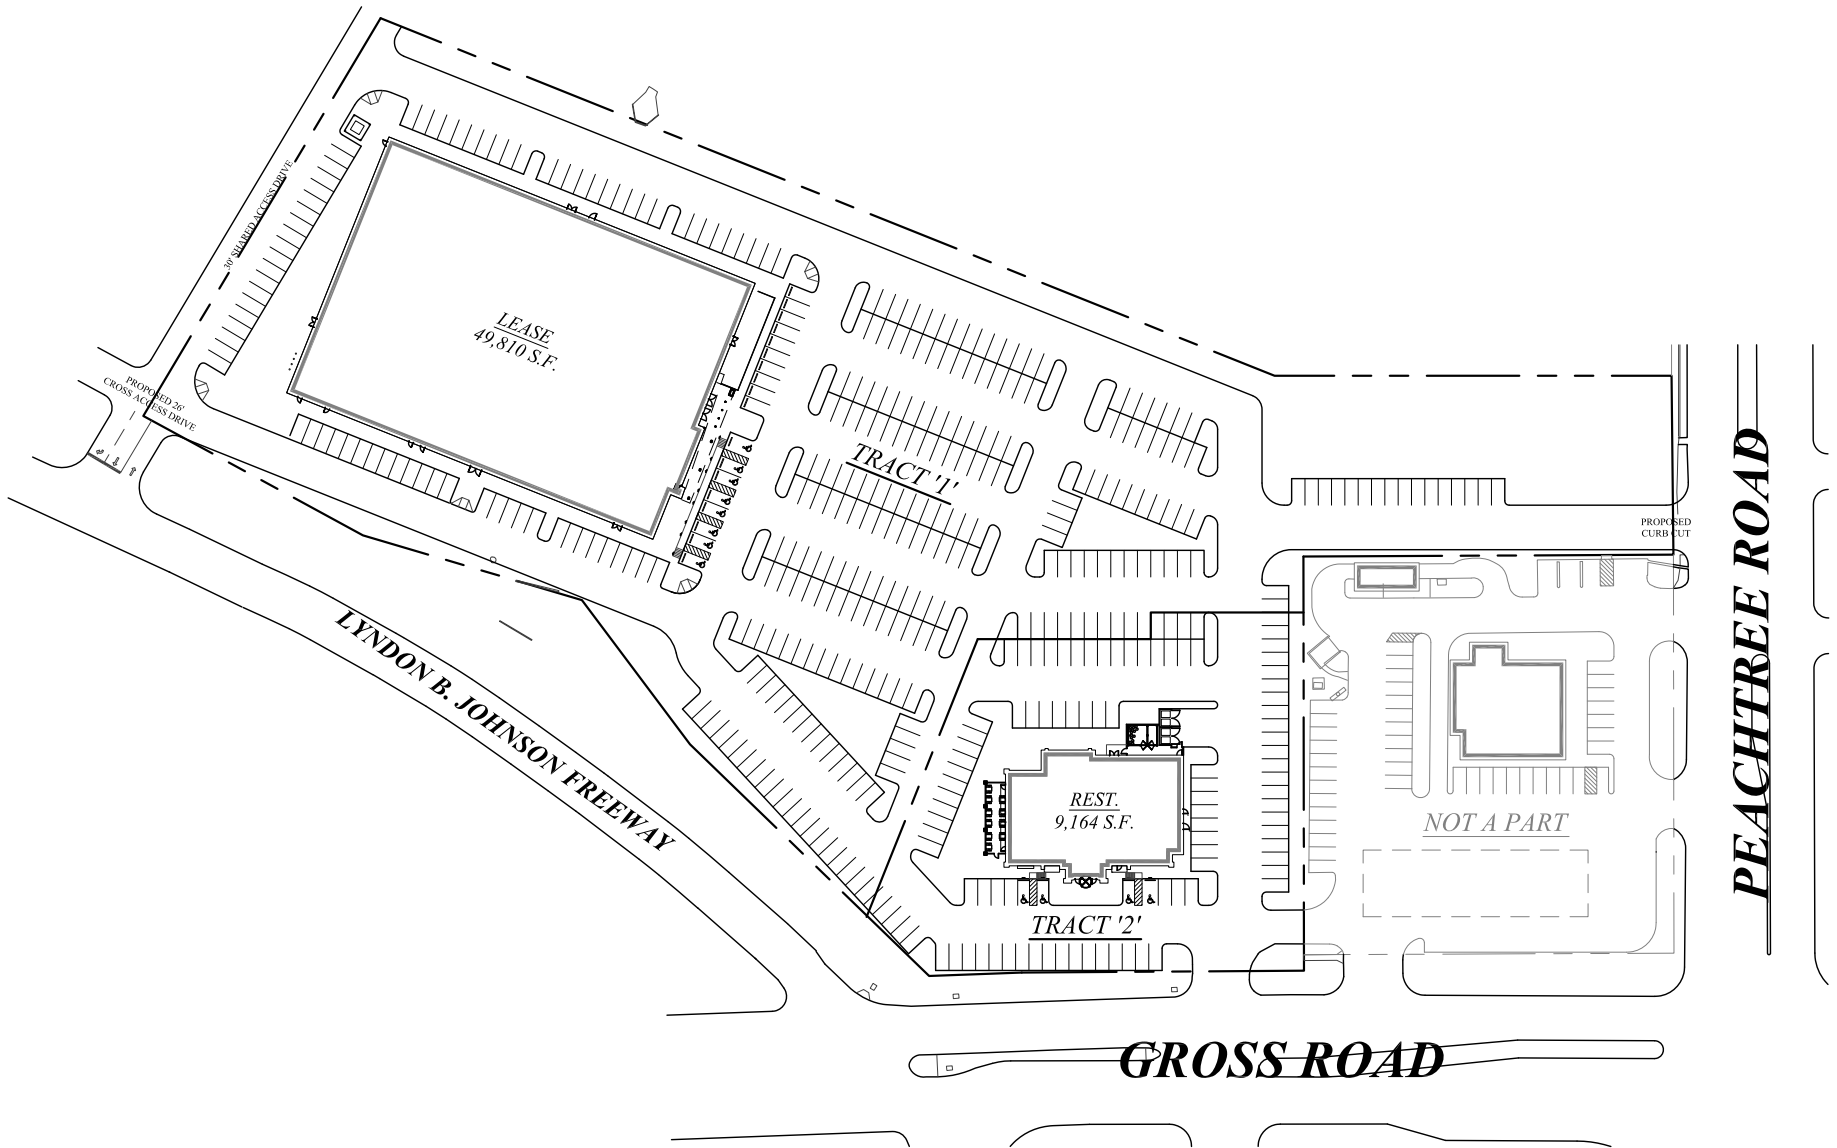 30' SHARED ACCESS DRIVE
PROPOSED 26'
CROSS ACCESS DRIVE
LEASE
49,810 S.F.
TRACT '1'
PROPOSED
CURB CUT
LYNDON B. JOHNSON FREEWAY
REST.
9,164 S.F.
NOT A PART
TRACT '2'
PEACHTREE ROAD
GROSS ROAD